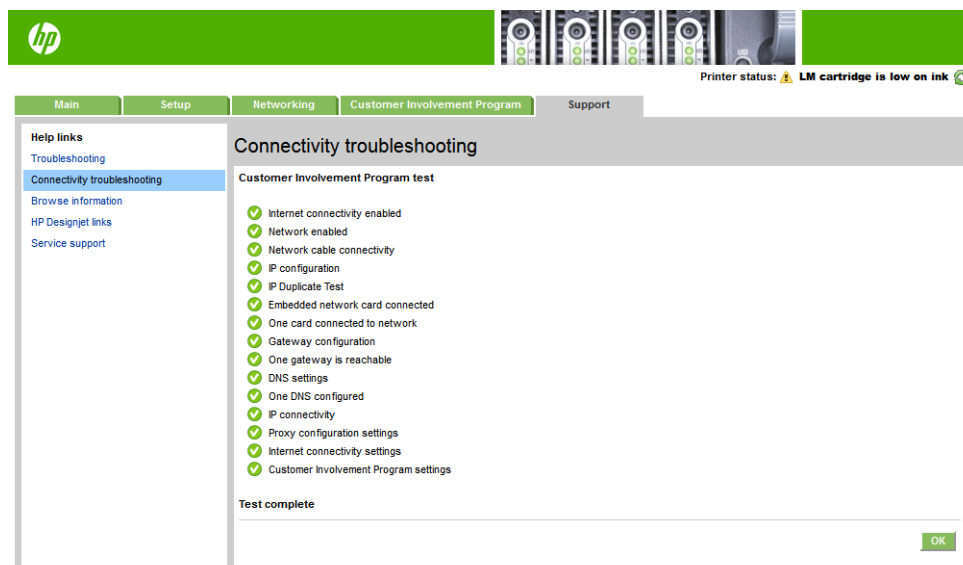 hp
Printer status: LM cartridge is low on ink
Main Setup Networking Customer Involvement Program Support
Help links
Troubleshooting
Connectivity troubleshooting
Browse information
HP Designjet links
Service support
Connectivity troubleshooting
Customer Involvement Program test
Internet connectivity enabled
Network enabled
Network cable connectivity
IP configuration
IP Duplicate Test
Embedded network card connected
One card connected to network
Gateway configuration
One gateway is reachable
DNS settings
One DNS configured
IP connectivity
Proxy configuration settings
Internet connectivity settings
Customer Involvement Program settings
Test complete
OK